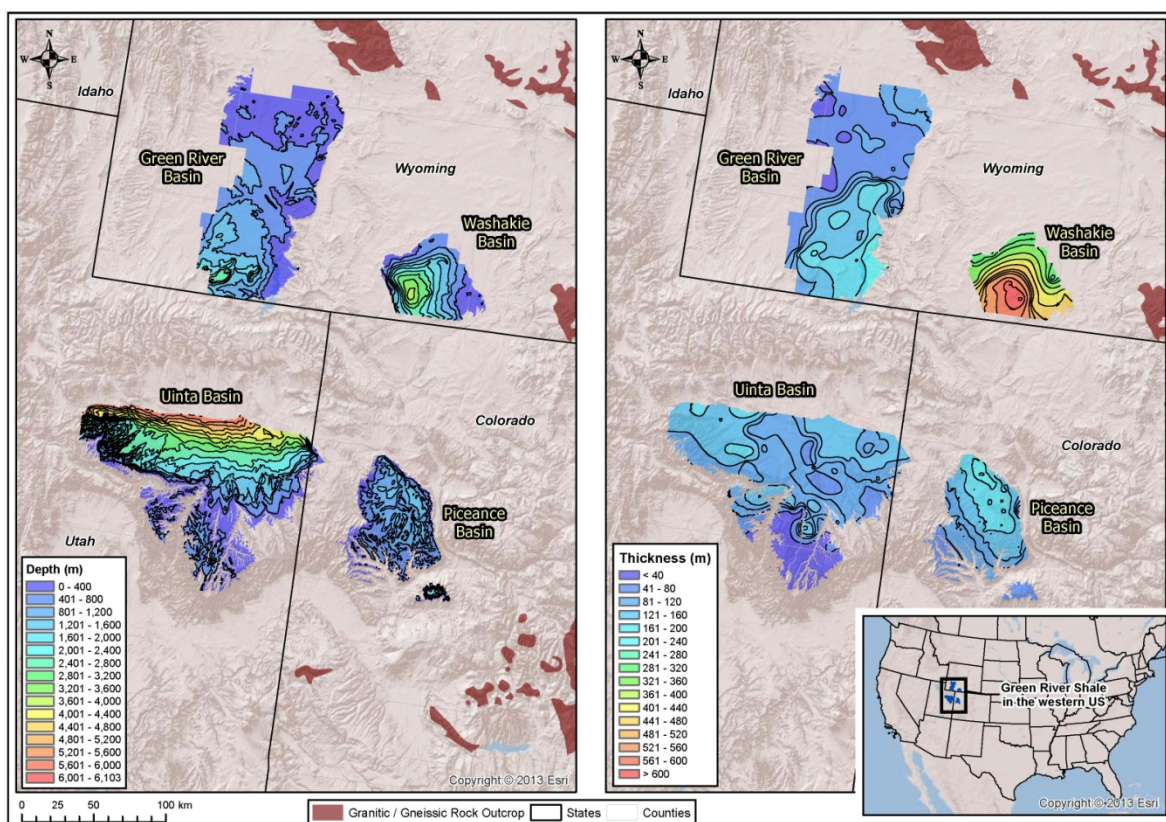 N
W E
S
Idaho
Green River
Basin
Wyoming
Washakie
Basin
Uinta Basin
Colorado
Piceance
Basin
Utah
Depth (m)
0 - 400
401 - 800
801 - 1,200
1,201 - 1,600
1,601 - 2,000
2,001 - 2,400
2,401 - 2,800
2,801 - 3,200
3,201 - 3,600
3,601 - 4,000
4,001 - 4,400
4,401 - 4,800
4,801 - 5,200
5,201 - 5,600
5,601 - 6,000
6,001 - 6,103
0 25 50 100 km
Copyright:© 2013 Esri
N
W E
S
Idaho
Green River
Basin
Wyoming
Washakie
Basin
Uinta Basin
Colorado
Piceance
Basin
Utah
Thickness (m)
< 40
41 - 80
81 - 120
121 - 160
161 - 200
201 - 240
241 - 280
281 - 320
321 - 360
361 - 400
401 - 440
441 - 480
481 - 520
521 - 560
561 - 600
> 600
Green River Shale
in the western US
Copyright:© 2013 Esri
Granitic / Gneissic Rock Outcrop States Counties